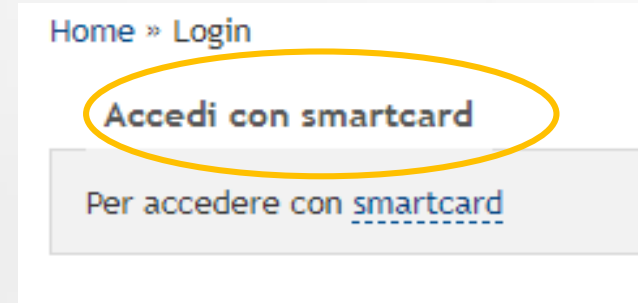 Home » Login
Accedi con smartcard
Per accedere con smartcard